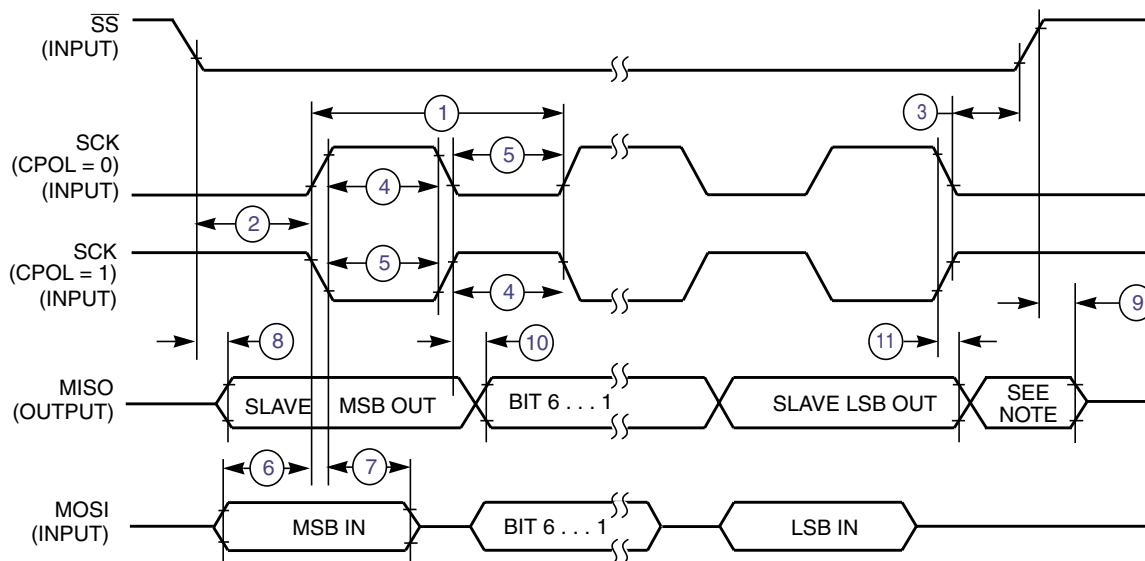 SS
(INPUT)
1
3
SCK
(CPOL = 0)
(INPUT)
5
4
2
SCK
(CPOL = 1)
(INPUT)
5
4
9
8
10
11
MISO
(OUTPUT)
SLAVE MSB OUT
BIT 6 . . . 1
SLAVE LSB OUT
SEE
NOTE
6
7
MOSI
(INPUT)
MSB IN
BIT 6 . . . 1
LSB IN